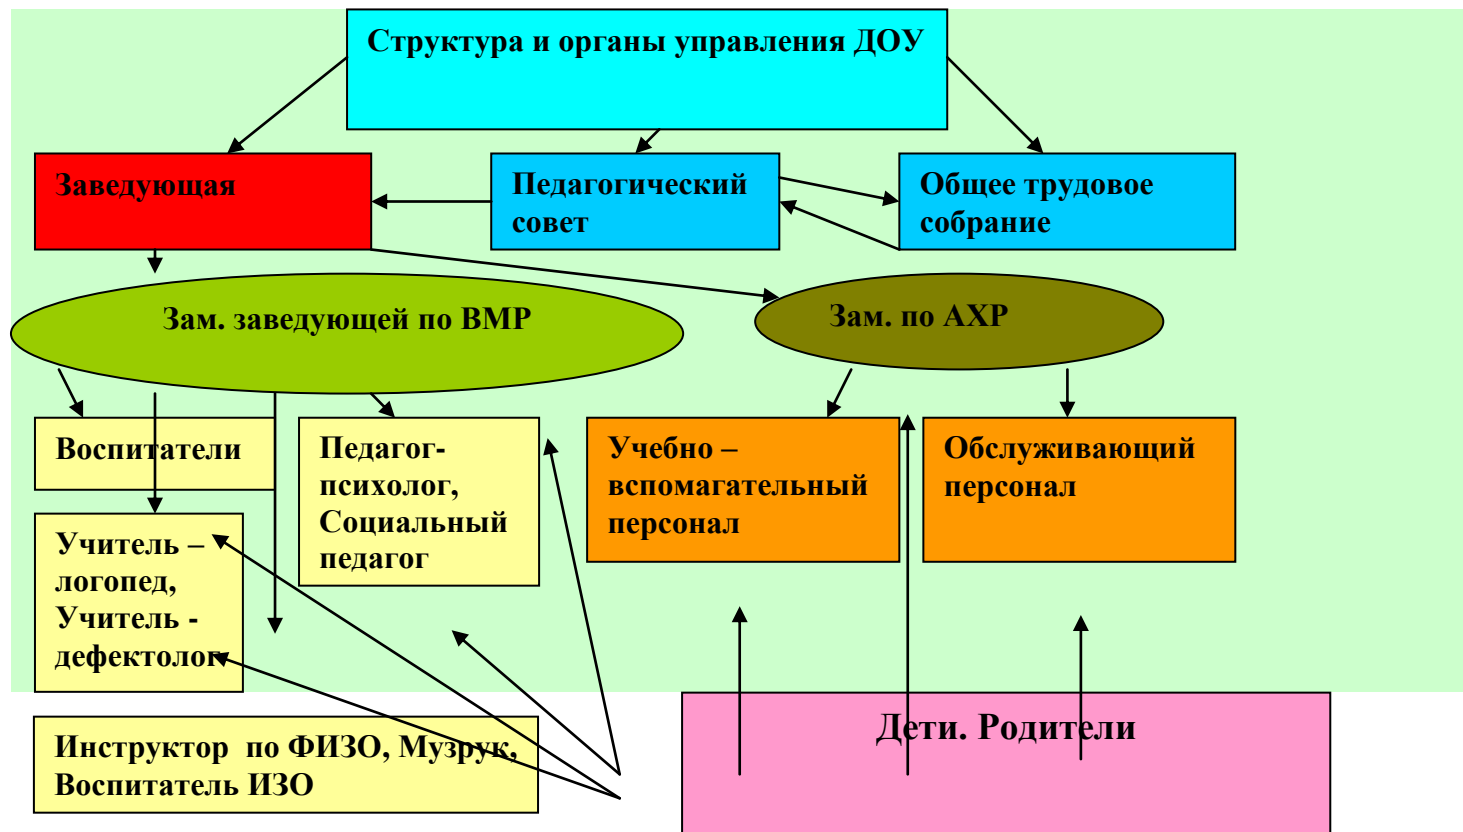 Структура и органы управления ДОУ
Заведующая
Педагогический
совет
Общее трудовое
собрание
Зам. заведующей по ВМР
Зам. по АХР
Воспитатели
Педагог-
психолог,
Социальный
педагог
Учебно –
вспомагательный
персонал
Обслуживающий
персонал
Учитель –
логопед,
Учитель -
дефектолог
Инструктор по ФИЗО, Музрук,
Воспитатель ИЗО
Дети. Родители